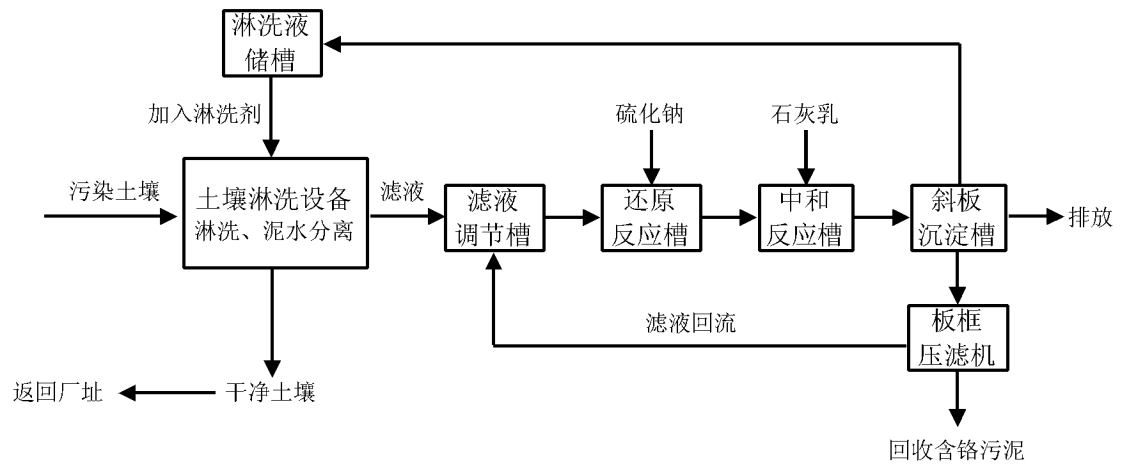 淋洗液
储槽
加入淋洗剂
硫化钠
石灰乳
污染土壤
土壤淋洗设备
淋洗、泥水分离
滤液
滤液
调节槽
还原
反应槽
中和
反应槽
斜板
沉淀槽
排放
滤液回流
板框
压滤机
返回厂址
干净土壤
回收含铬污泥